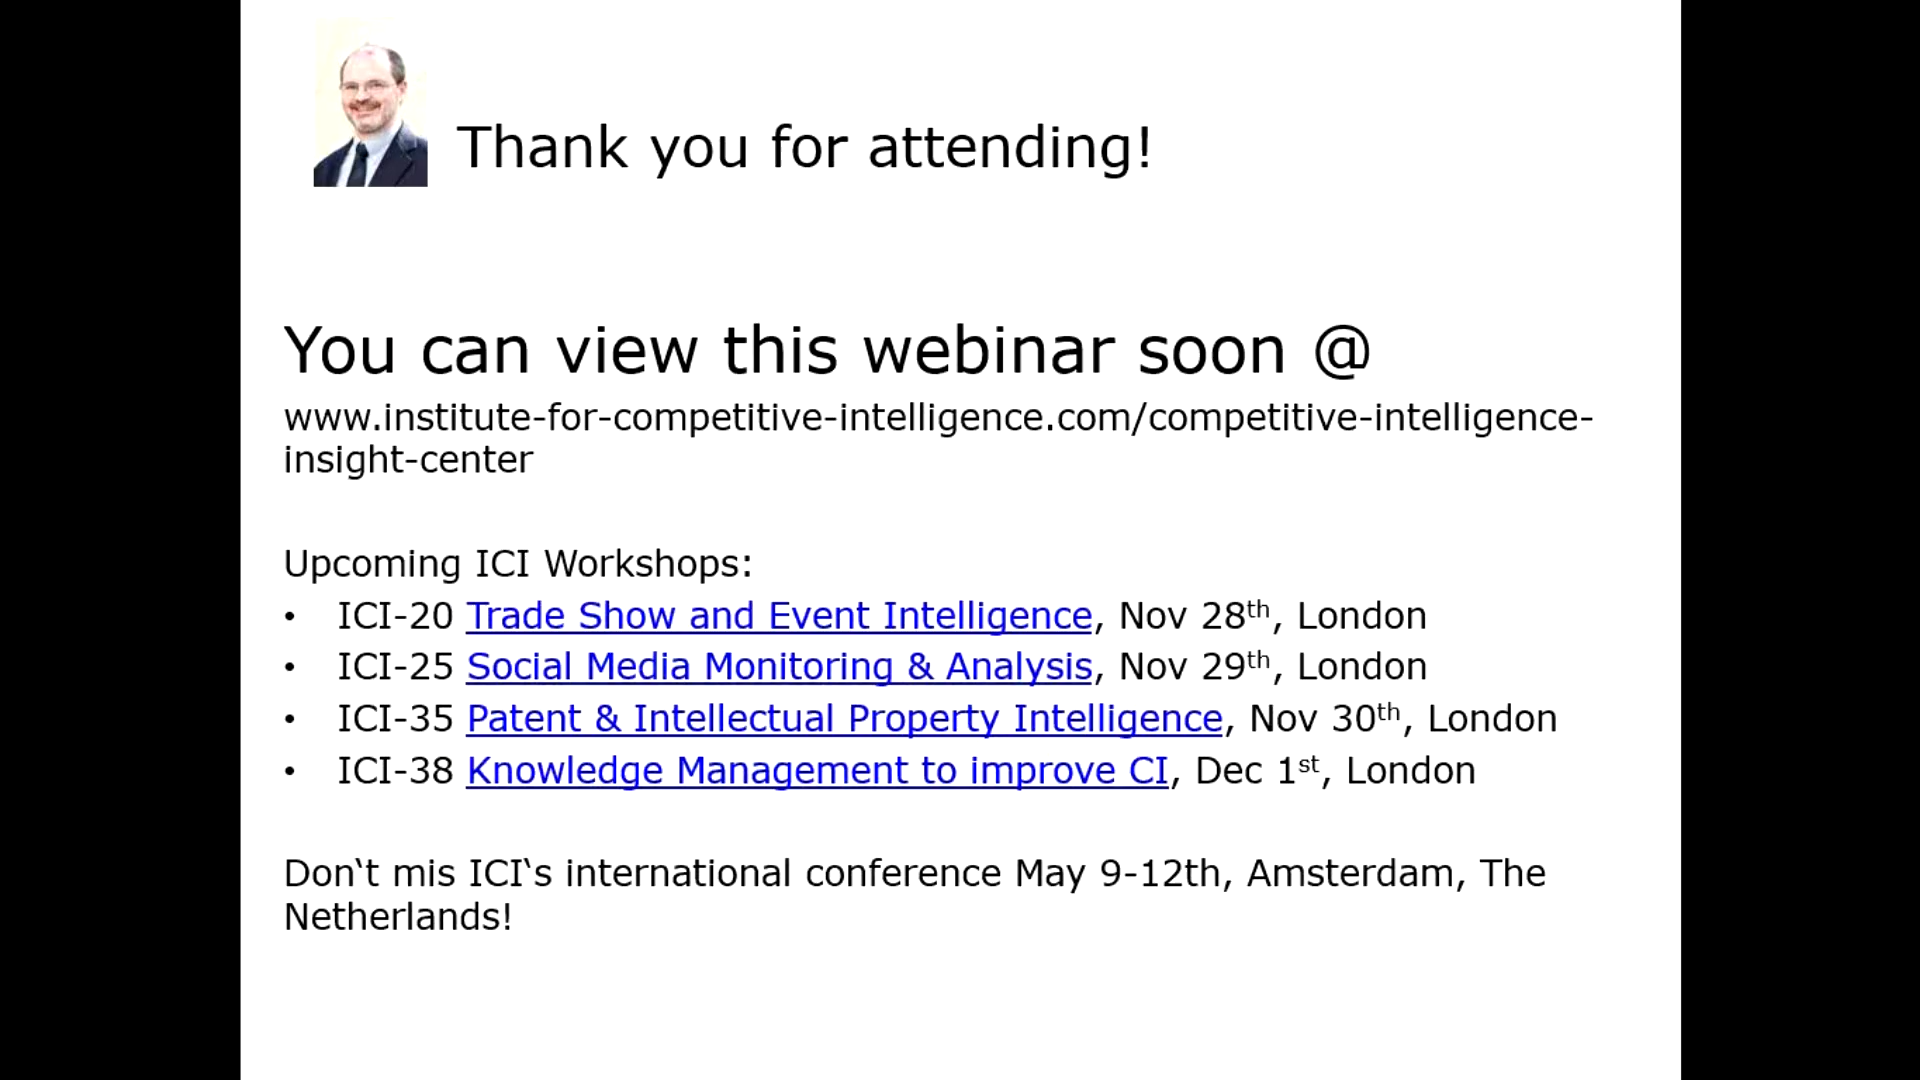 Thank you for attending!
You can view this webinar soon @
www.institute-for-competitive-intelligence.com/competitive-intelligence-
insight-center
Upcoming ICI Workshops:
• ICI-20 Trade Show and Event Intelligence, Nov 28th, London
• ICI-25 Social Media Monitoring & Analysis, Nov 29th, London
• ICI-35 Patent & Intellectual Property Intelligence, Nov 30th, London
• ICI-38 Knowledge Management to improve CI, Dec 1st, London
Don‛t mis ICI‛s international conference May 9-12th, Amsterdam, The
Netherlands!